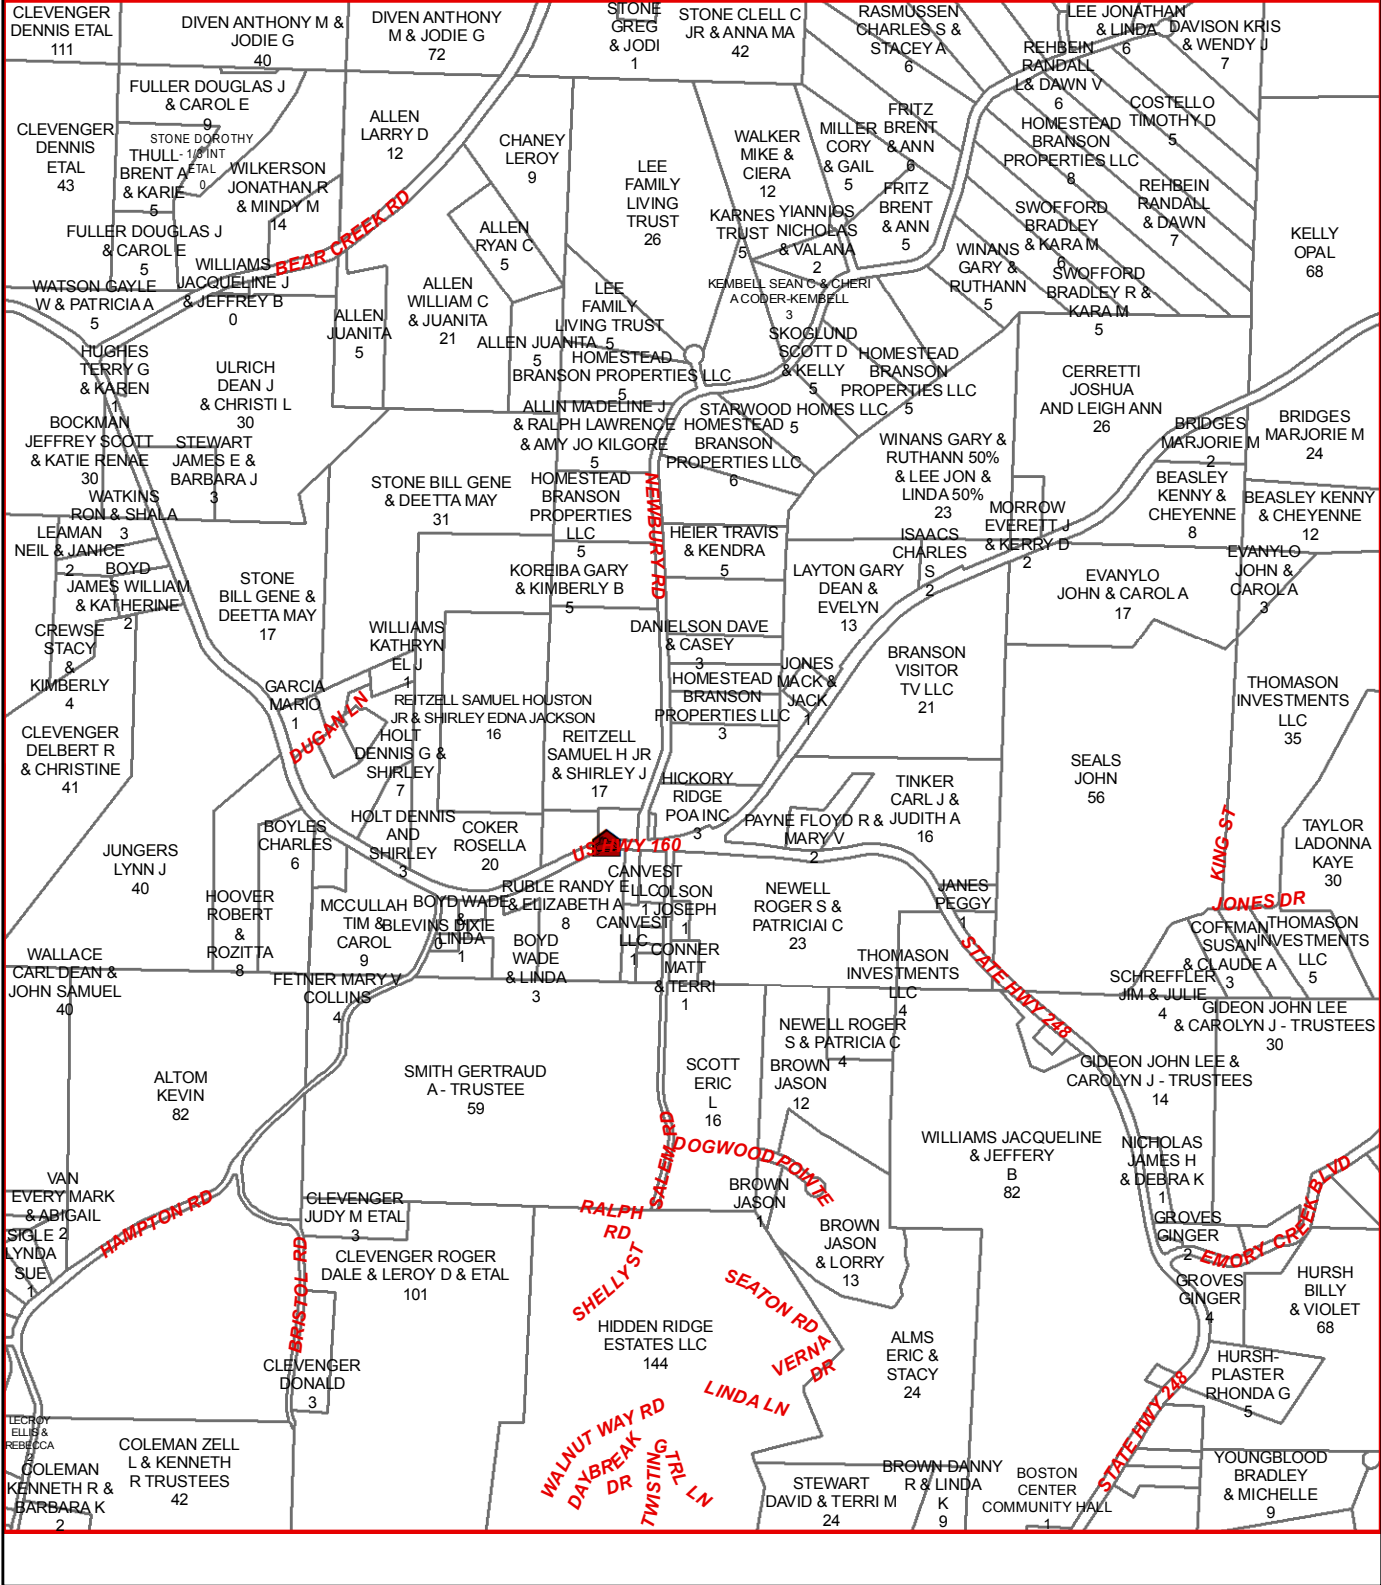 CLEVENGER
DENNIS ETAL
111
DIVEN ANTHONY M &
JODIE G
40
DIVEN ANTHONY
M & JODIE G
72
STONE
GREG
& JODI
1
STONE CLELL C
JR & ANNA MA
42
RASMUSSEN
CHARLES S &
STACEY A
6
LEE JONATHAN
& LINDA
6
DAVISON KRIS
& WENDY J
7
REHBEIN
RANDALL
L& DAWN V
6
FULLER DOUGLAS J
& CAROL E
9
CLEVENGER
DENNIS
ETAL
43
STONE DOROTHY
- 1/3 INT
ETAL
0
THULL
BRENT A
& KARIE
5
WILKERSON
JONATHAN R
& MINDY M
14
ALLEN
LARRY D
12
CHANEY
LEROY
9
LEE
FAMILY
LIVING
TRUST
26
WALKER
MIKE &
CIERA
12
MILLER
CORY
& GAIL
5
FRITZ
BRENT
& ANN
6
HOMESTEAD
BRANSON
PROPERTIES LLC
8
COSTELLO
TIMOTHY D
5
FRITZ
BRENT
& ANN
5
REHBEIN
RANDALL
& DAWN
7
KELLY
OPAL
68
FULLER DOUGLAS J
& CAROL E
5
BEAR CREEK RD
ALLEN
RYAN C
5
KARNES
TRUST
5
YIANNIOS
NICHOLAS
& VALANA
2
SWOFFORD
BRADLEY
& KARA M
6
WINANS
GARY &
RUTHANN
5
SWOFFORD
BRADLEY R &
KARA M
5
WATSON GAYLE
W & PATRICIA A
5
WILLIAMS
JACQUELINE J
& JEFFREY B
0
ALLEN
JUANITA
5
ALLEN
WILLIAM C
& JUANITA
21
LEE
FAMILY
LIVING TRUST
5
KEMBELL SEAN C & CHERI
A CODER-KEMBELL
3
ALLEN JUANITA
5
SKOGLUND
SCOTT D
& KELLY
5
HUGHES
TERRY G
& KAREN
1
ULRICH
DEAN J
& CHRISTI L
30
HOMESTEAD
BRANSON PROPERTIES LLC
5
HOMESTEAD
BRANSON
PROPERTIES LLC
5
CERRETTI
JOSHUA
AND LEIGH ANN
26
BOCKMAN
JEFFREY SCOTT
& KATIE RENAE
30
STEWART
JAMES E &
BARBARA J
3
ALLIN MADELINE J
& RALPH LAWRENCE
& AMY JO KILGORE
5
STARWOOD HOMES LLC
5
HOMESTEAD
BRANSON
PROPERTIES LLC
6
WINANS GARY &
RUTHANN 50%
& LEE JON &
LINDA 50%
23
BRIDGES
MARJORIE M
2
BRIDGES
MARJORIE M
24
WATKINS
RON & SHALA
3
STONE BILL GENE
& DEETTA MAY
31
HOMESTEAD
BRANSON
PROPERTIES
LLC
5
NEWBURY RD
HEIER TRAVIS
& KENDRA
5
MORROW
EVERETT J
& KERRY D
2
BEASLEY
KENNY &
CHEYENNE
8
BEASLEY KENNY
& CHEYENNE
12
LEAMAN
NEIL & JANICE
2
BOYD
JAMES WILLIAM
& KATHERINE
2
STONE
BILL GENE &
DEETTA MAY
17
KOREIBA GARY
& KIMBERLY B
5
LAYTON GARY
DEAN &
EVELYN
13
ISAACS
CHARLES
S
2
EVANYLO
JOHN & CAROL A
17
EVANYLO
JOHN &
CAROL A
3
CREWSE
STACY
&
KIMBERLY
4
WILLIAMS
KATHRYN
EL J
1
DANIELSON DAVE
& CASEY
3
BRANSON
VISITOR
TV LLC
21
GARCIA
MARIO
1
DUGAN LN
REITZELL SAMUEL HOUSTON
JR & SHIRLEY EDNA JACKSON
16
HOMESTEAD
BRANSON
PROPERTIES LLC
3
JONES
MACK &
JACK
1
THOMASON
INVESTMENTS
LLC
35
CLEVENGER
DELBERT R
& CHRISTINE
41
HOLT
DENNIS G &
SHIRLEY
7
REITZELL
SAMUEL H JR
& SHIRLEY J
17
HICKORY
RIDGE
POA INC
3
SEALS
JOHN
56
TINKER
CARL J &
JUDITH A
16
PAYNE FLOYD R &
MARY V
2
JUNGERS
LYNN J
40
BOYLES
CHARLES
6
HOLT DENNIS
AND
SHIRLEY
3
COKER
ROSELLA
20
US HWY 160
KING ST
TAYLOR
LADONNA
KAYE
30
HOOVER
ROBERT
&
ROZITTA
8
MCCULLAH
TIM &
CAROL
9
BLEVINS DIXIE
0
BOYD WADE
&
LINDA
1
RUBLE RANDY E
& ELIZABETH A
8
CANVEST
LLC
1
OLSON
JOSEPH
1
CANVEST
LLC
1
NEWELL
ROGER S &
PATRICIAI C
23
JANES
PEGGY
1
JONES DR
COFFMAN
SUSAN
& CLAUDE A
3
THOMASON
INVESTMENTS
LLC
5
WALLACE
CARL DEAN &
JOHN SAMUEL
40
FETNER MARY V
COLLINS
4
BOYD
WADE
& LINDA
3
CONNER
MATT
& TERRI
1
THOMASON
INVESTMENTS
LLC
4
STATE HWY 248
SCHREFFLER
JIM & JULIE
4
GIDEON JOHN LEE
& CAROLYN J - TRUSTEES
30
NEWELL ROGER
S & PATRICIA C
4
ALTOM
KEVIN
82
SMITH GERTRAUD
A - TRUSTEE
59
SCOTT
ERIC
L
16
BROWN
JASON
12
GIDEON JOHN LEE &
CAROLYN J - TRUSTEES
14
SALEM RD
DOGWOOD POINTE
WILLIAMS JACQUELINE
& JEFFERY
B
82
NICHOLAS
JAMES H
& DEBRA K
1
VAN
EVERY MARK
& ABIGAIL
2
HAMPTON RD
CLEVENGER
JUDY M ETAL
3
RALPH
RD
BROWN
JASON
1
GROVES
GINGER
2
EMORY CREEK BLVD
SIGLE
LYNDA
SUE
1
BRISTOL RD
CLEVENGER ROGER
DALE & LEROY D & ETAL
101
SHELLY ST
BROWN
JASON
& LORRY
13
SEATON RD
GROVES
GINGER
4
HURSH
BILLY
& VIOLET
68
HIDDEN RIDGE
ESTATES LLC
144
VERNA
DR
ALMS
ERIC &
STACY
24
CLEVENGER
DONALD
3
LINDA LN
HURSH-
PLASTER
RHONDA G
5
STATE HWY 248
WALNUT WAY RD
LECROY
ELLIS &
REBECCA
COLEMAN ZELL
L & KENNETH
R TRUSTEES
42
DAYBREAK
DR
TWISTING
TRL LN
COLEMAN
KENNETH R &
BARBARA K
2
STEWART
DAVID & TERRI M
24
BROWN DANNY
R & LINDA
K
9
BOSTON
CENTER
COMMUNITY HALL
1
YOUNGBLOOD
BRADLEY
& MICHELLE
9